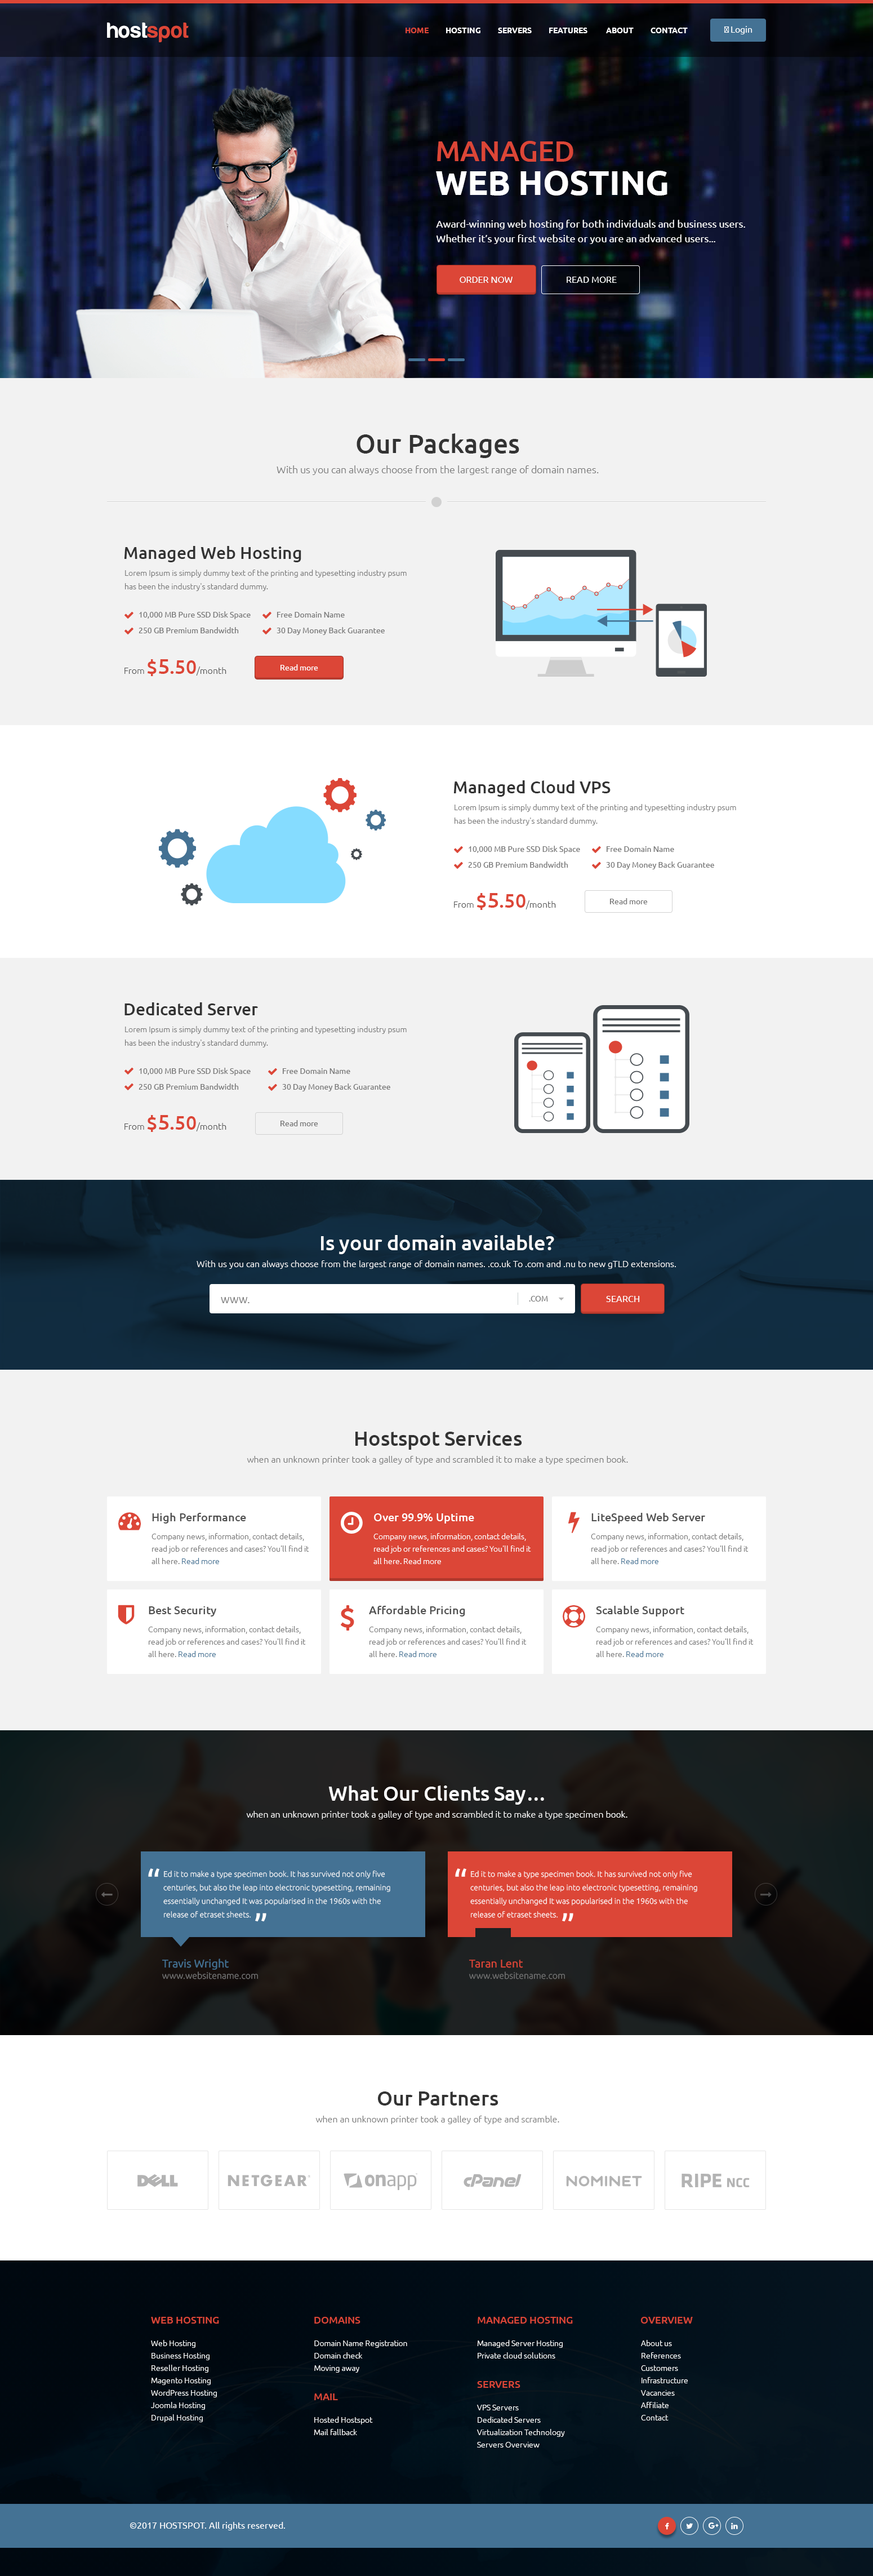 hostspot
HOME HOSTING SERVERS FEATURES ABOUT CONTACT
Login
MANAGED
WEB HOSTING
Award-winning web hosting for both individuals and business users.
Whether it's your first website or you are an advanced users...
ORDER NOW READ MORE
Our Packages
With us you can always choose from the largest range of domain names.
Managed Web Hosting
Lorem Ipsum is simply dummy text of the printing and typesetting industry psum
has been the industry's standard dummy.
10,000 MB Pure SSD Disk Space Free Domain Name
250 GB Premium Bandwidth 30 Day Money Back Guarantee
From $5.50/month Read more
Managed Cloud VPS
Lorem Ipsum is simply dummy text of the printing and typesetting industry psum
has been the industry's standard dummy.
10,000 MB Pure SSD Disk Space Free Domain Name
250 GB Premium Bandwidth 30 Day Money Back Guarantee
From $5.50/month Read more
Dedicated Server
Lorem Ipsum is simply dummy text of the printing and typesetting industry psum
has been the industry's standard dummy.
10,000 MB Pure SSD Disk Space Free Domain Name
250 GB Premium Bandwidth 30 Day Money Back Guarantee
From $5.50/month Read more
Is your domain available?
With us you can always choose from the largest range of domain names. .co.uk To .com and .nu to new gTLD extensions.
www. .COM SEARCH
Hostspot Services
when an unknown printer took a galley of type and scrambled it to make a type specimen book.
High Performance
Company news, information, contact details,
read job or references and cases? You'll find it
all here. Read more
Over 99.9% Uptime
Company news, information, contact details,
read job or references and cases? You'll find it
all here. Read more
LiteSpeed Web Server
Company news, information, contact details,
read job or references and cases? You'll find it
all here. Read more
Best Security
Company news, information, contact details,
read job or references and cases? You'll find it
all here. Read more
Affordable Pricing
Company news, information, contact details,
read job or references and cases? You'll find it
all here. Read more
Scalable Support
Company news, information, contact details,
read job or references and cases? You'll find it
all here. Read more
What Our Clients Say...
when an unknown printer took a galley of type and scrambled it to make a type specimen book.
“ Ed it to make a type specimen book. It has survived not only five
centuries, but also the leap into electronic typesetting, remaining
essentially unchanged It was popularised in the 1960s with the
release of etraset sheets. ”
Travis Wright
www.websitename.com
“ Ed it to make a type specimen book. It has survived not only five
centuries, but also the leap into electronic typesetting, remaining
essentially unchanged It was popularised in the 1960s with the
release of etraset sheets. ”
Taran Lent
www.websitename.com
Our Partners
when an unknown printer took a galley of type and scramble.
DELL NETGEAR onapp cPanel NOMINET RIPE NCC
WEB HOSTING
Web Hosting
Business Hosting
Reseller Hosting
Magento Hosting
WordPress Hosting
Joomla Hosting
Drupal Hosting
DOMAINS
Domain Name Registration
Domain check
Moving away
MAIL
Hosted Hostspot
Mail fallback
MANAGED HOSTING
Managed Server Hosting
Private cloud solutions
SERVERS
VPS Servers
Dedicated Servers
Virtualization Technology
Servers Overview
OVERVIEW
About us
References
Customers
Infrastructure
Vacancies
Affiliate
Contact
©2017 HOSTSPOT. All rights reserved.